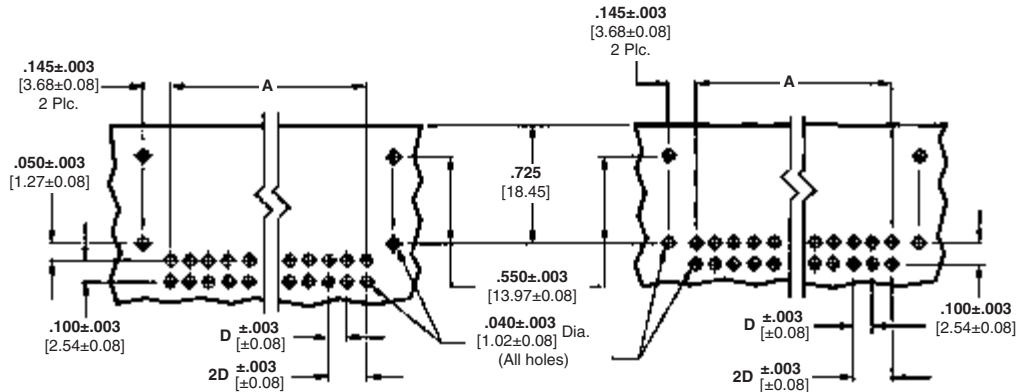 .145±.003
[3.68±0.08]
2 Plc.
.145±.003
[3.68±0.08]
2 Plc.
A
A
.050±.003
[1.27±0.08]
.725
[18.45]
.550±.003
[13.97±0.08]
.100±.003
[2.54±0.08]
D ±.003
[±0.08]
2D ±.003
[±0.08]
.040±.003 Dia.
[1.02±0.08]
(All holes)
D ±.003
[±0.08]
2D ±.003
[±0.08]
.100±.003
[2.54±0.08]